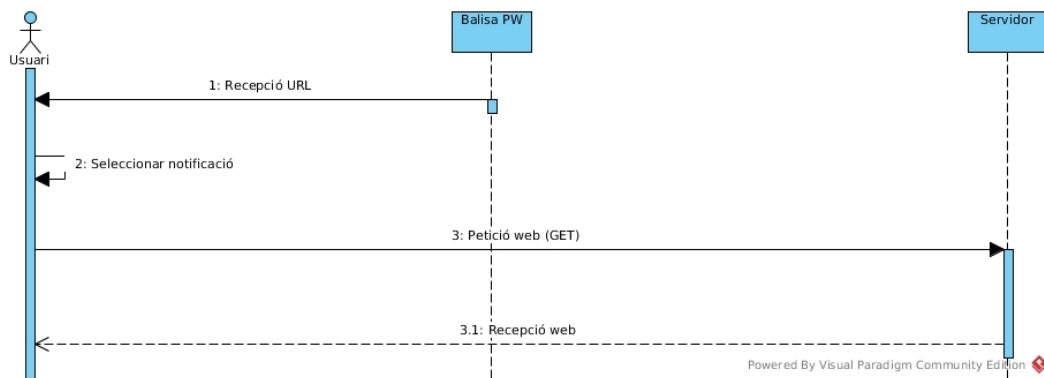 Balisa PW
Servidor
Usuari
1: Recepció URL
2: Seleccionar notificació
3: Petició web (GET)
3.1: Recepció web
Powered By Visual Paradigm Community Edition